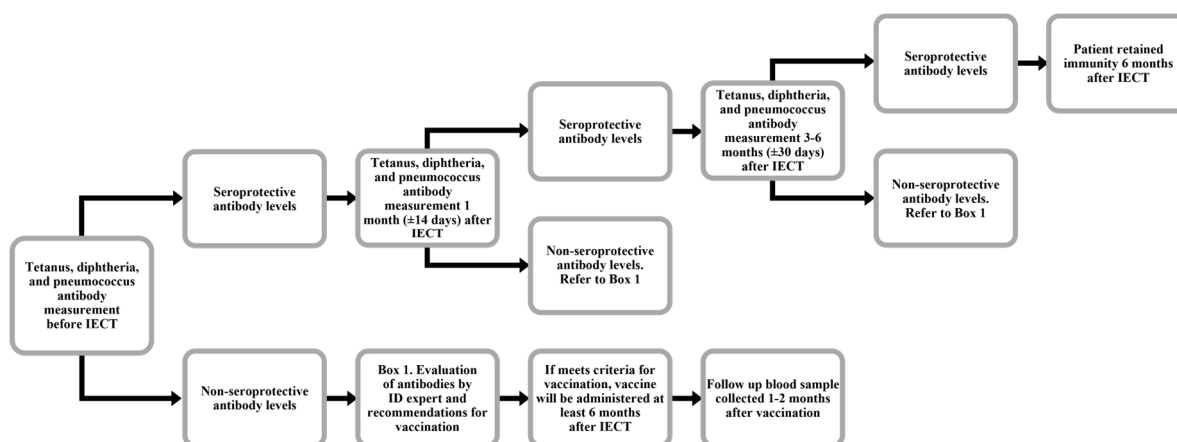 Tetanus, diphtheria,
and pneumococcus
antibody
measurement
before IECT
Seroprotective
antibody levels
Tetanus, diphtheria,
and pneumococcus
antibody
measurement 1
month (±14 days) after
IECT
Seroprotective
antibody levels
Tetanus, diphtheria,
and pneumococcus
antibody
measurement 3-6
months (±30 days)
after IECT
Seroprotective
antibody levels
Patient retained
immunity 6 months
after IECT
Non-seroprotective
antibody levels.
Refer to Box 1
Non-seroprotective
antibody levels.
Refer to Box 1
Non-seroprotective
antibody levels
Box 1. Evaluation
of antibodies by
ID expert and
recommendations for
vaccination
If meets criteria for
vaccination, vaccine
will be administered at
least 6 months
after IECT
Follow up blood sample
collected 1-2 months
after vaccination